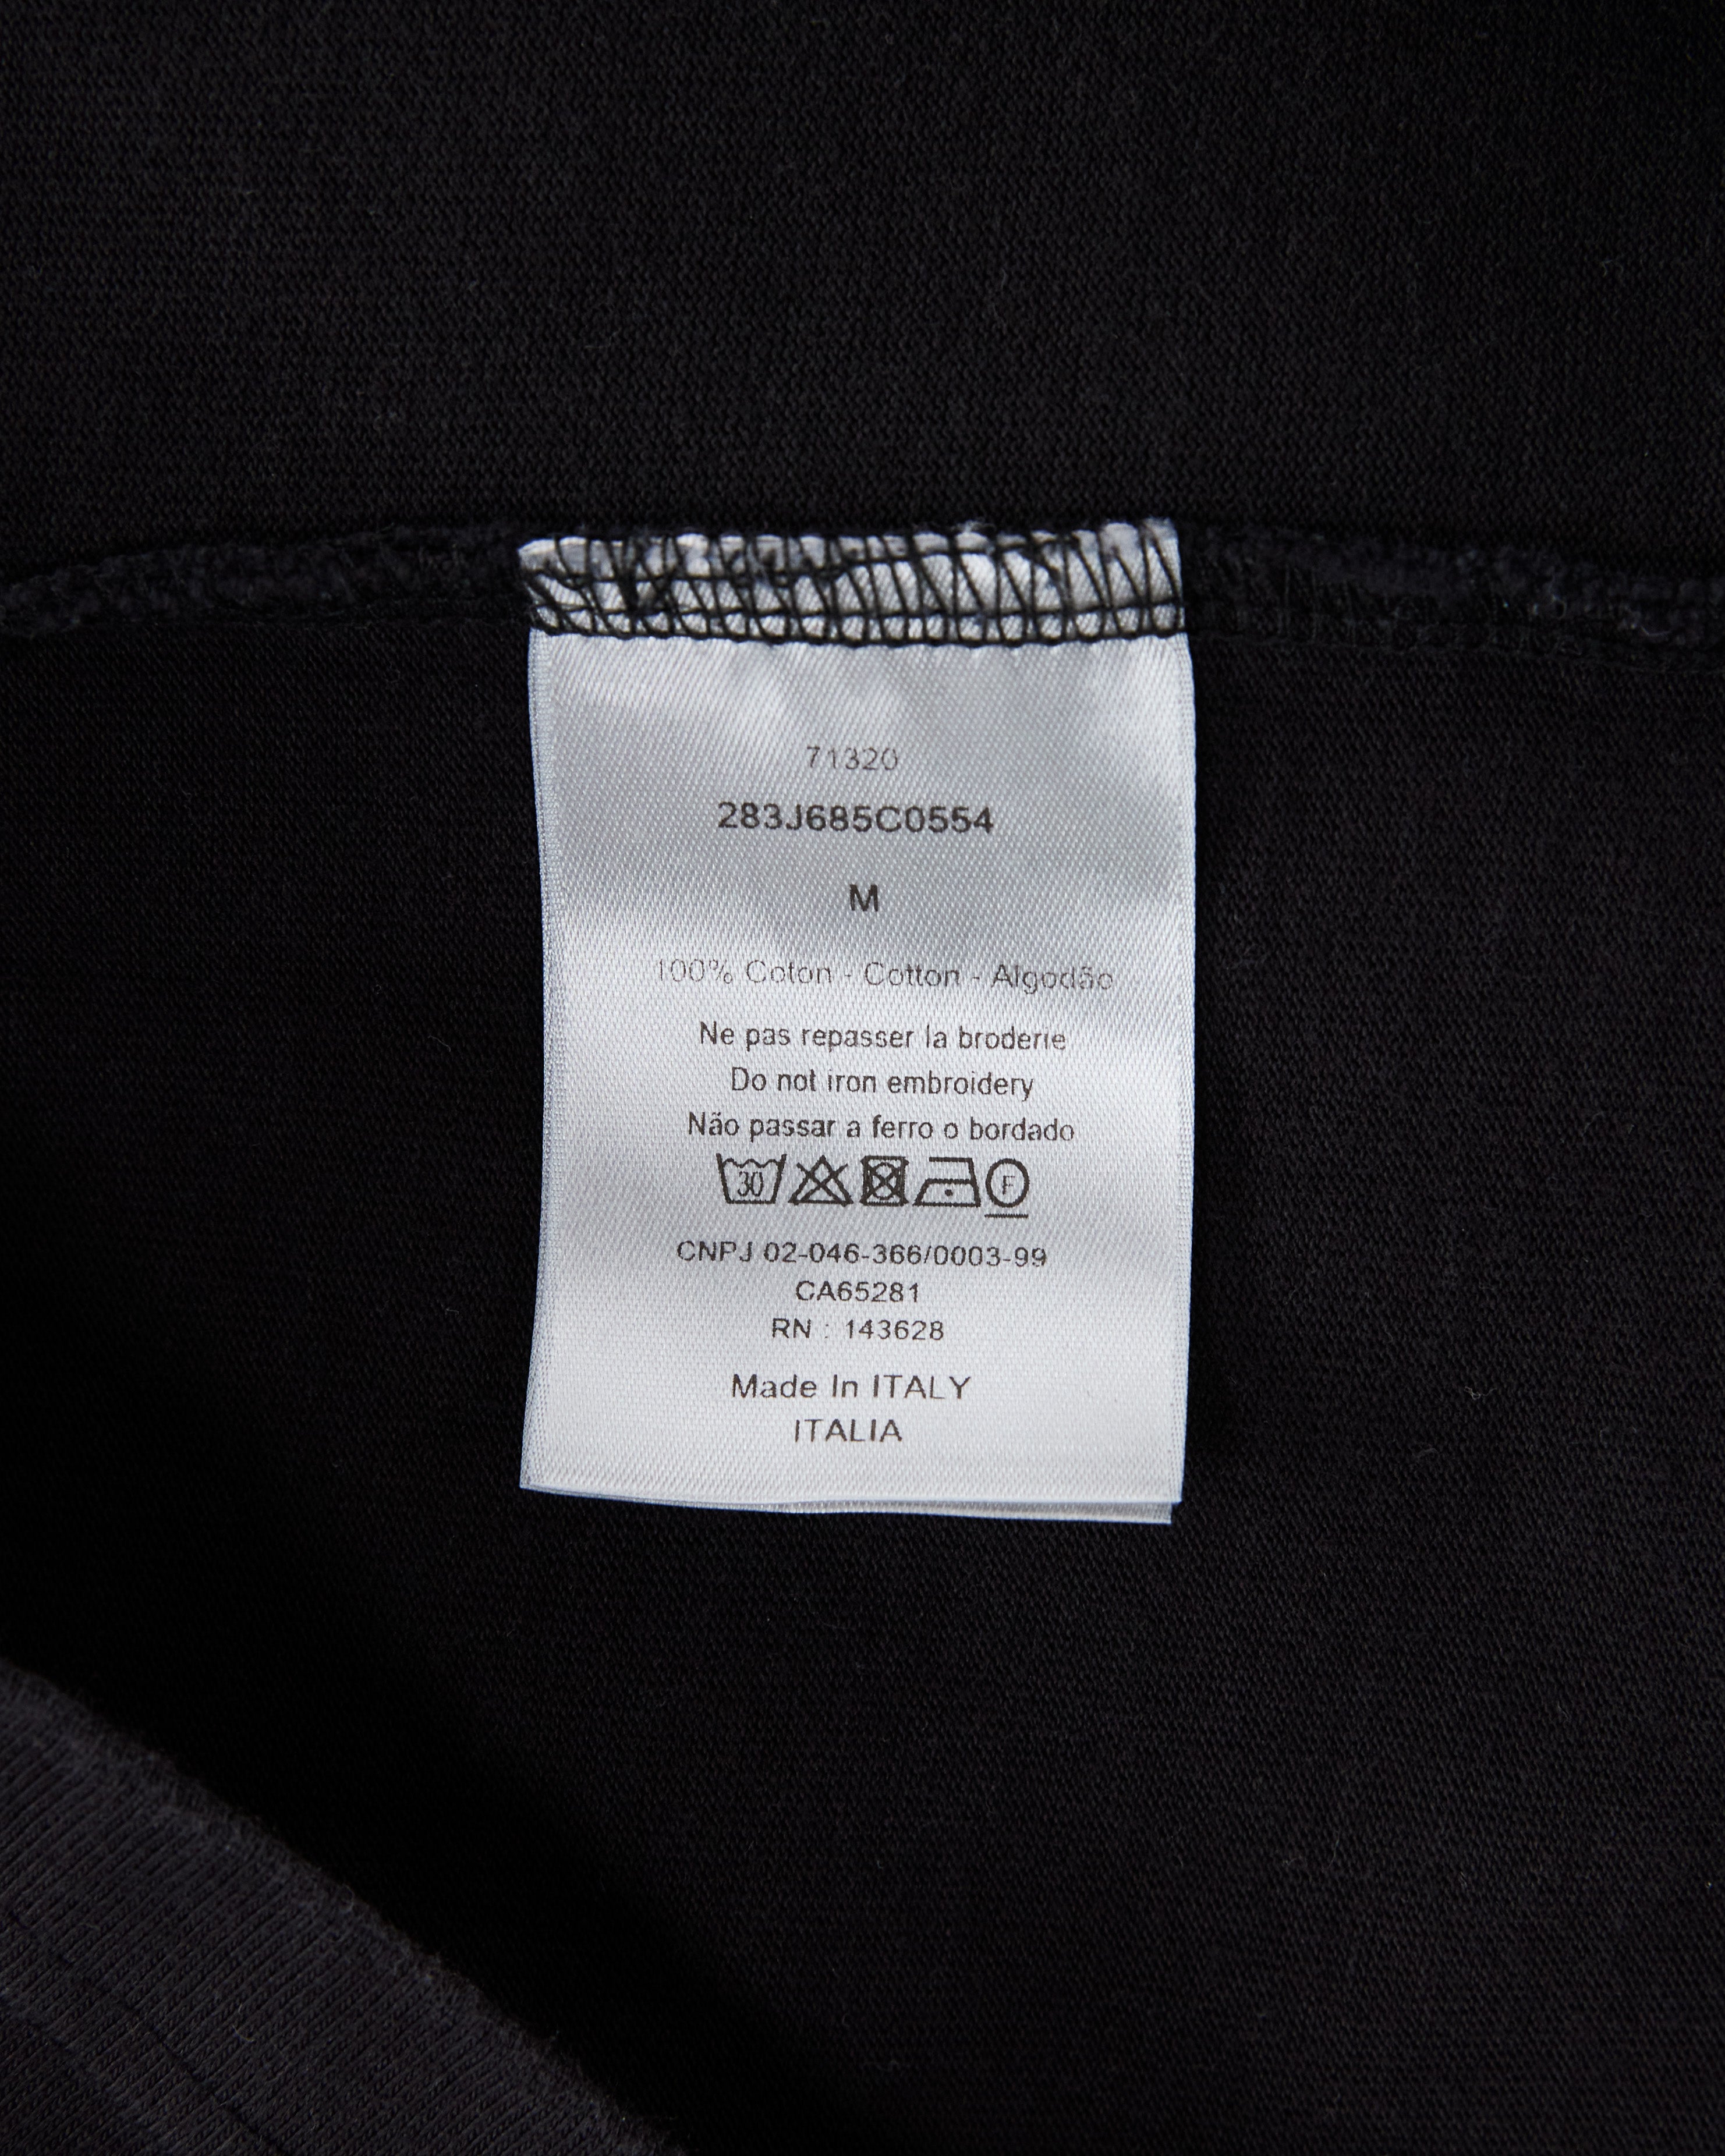 71320
283J685C0554
M
100% Coton - Cotton - Algodão
Ne pas repasser la broderie
Do not iron embroidery
Não passar a ferro o bordado
30 F
CNPJ 02-046-366/0003-99
CA65281
RN : 143628
Made In ITALY
ITALIA